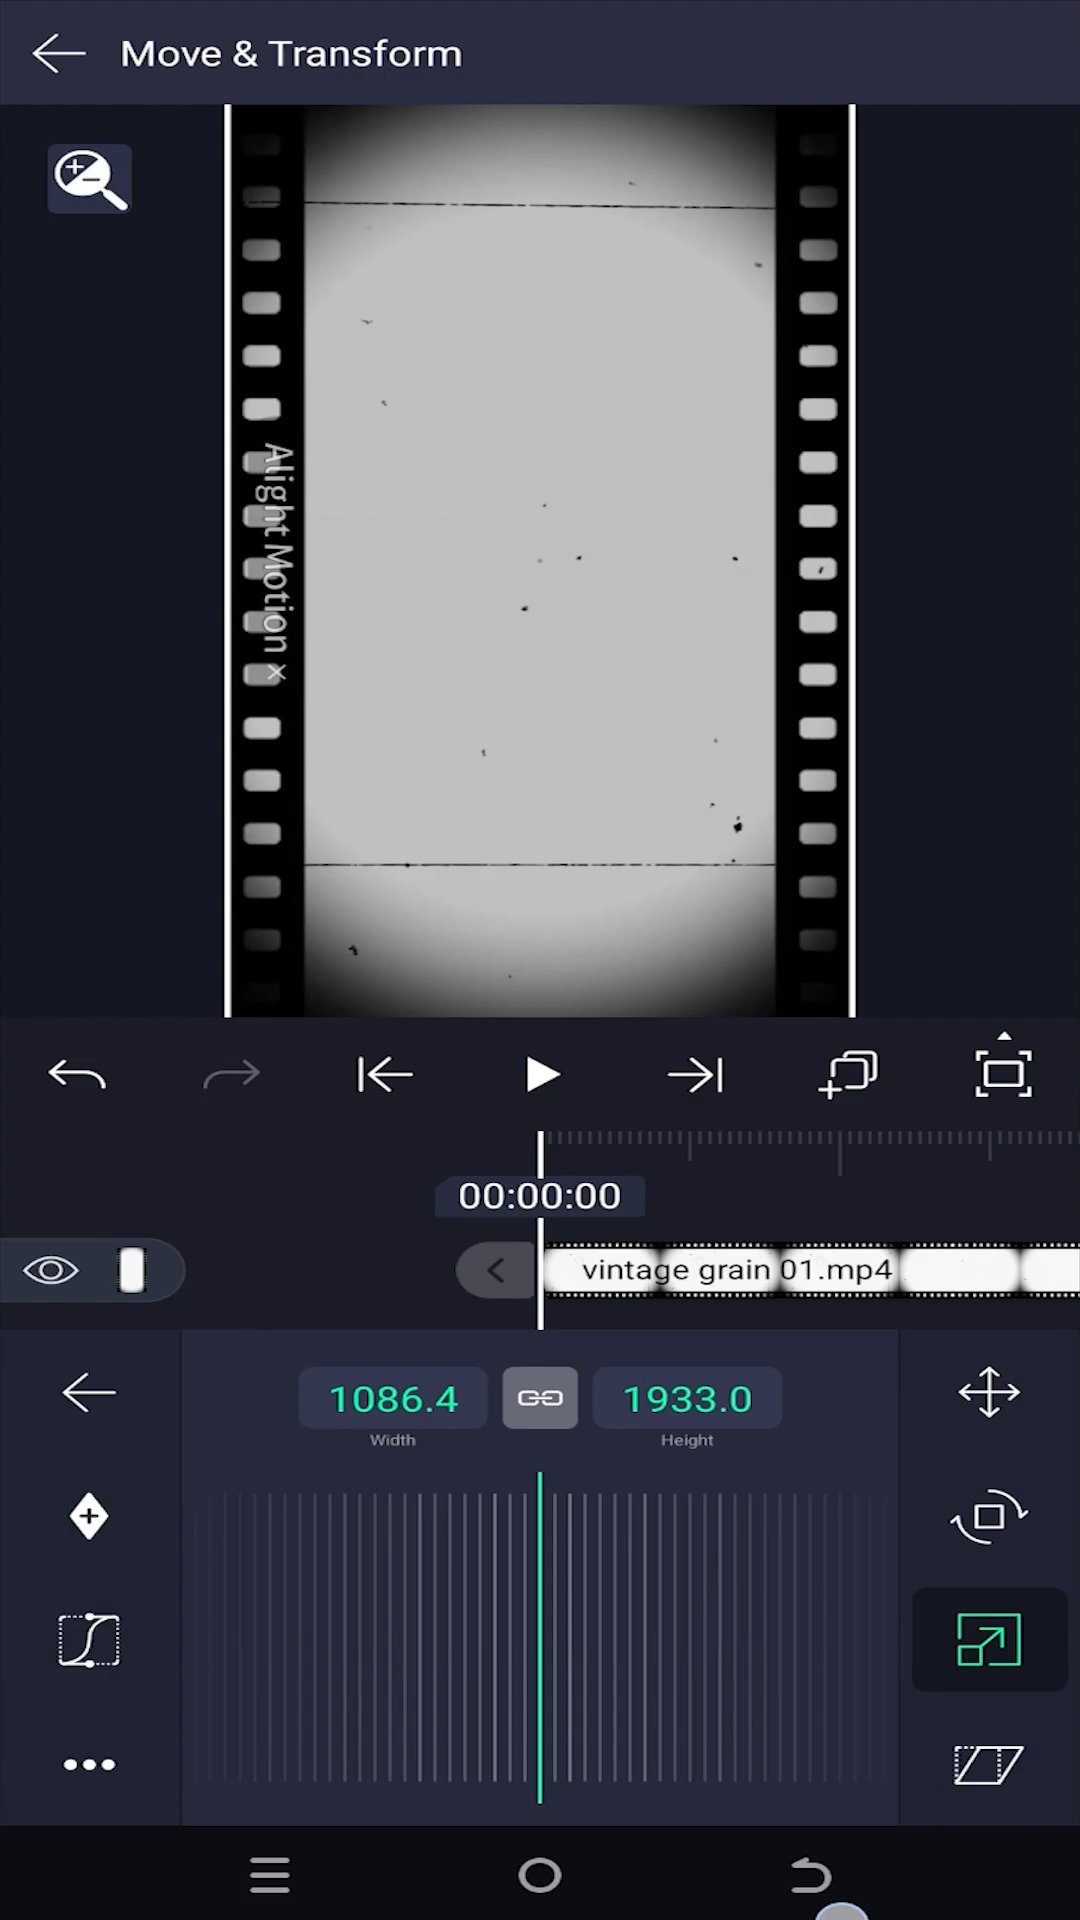 Move & Transform
Alight Motion ×
00:00:00
vintage grain 01.mp4
1086.4
1933.0
Width
Height